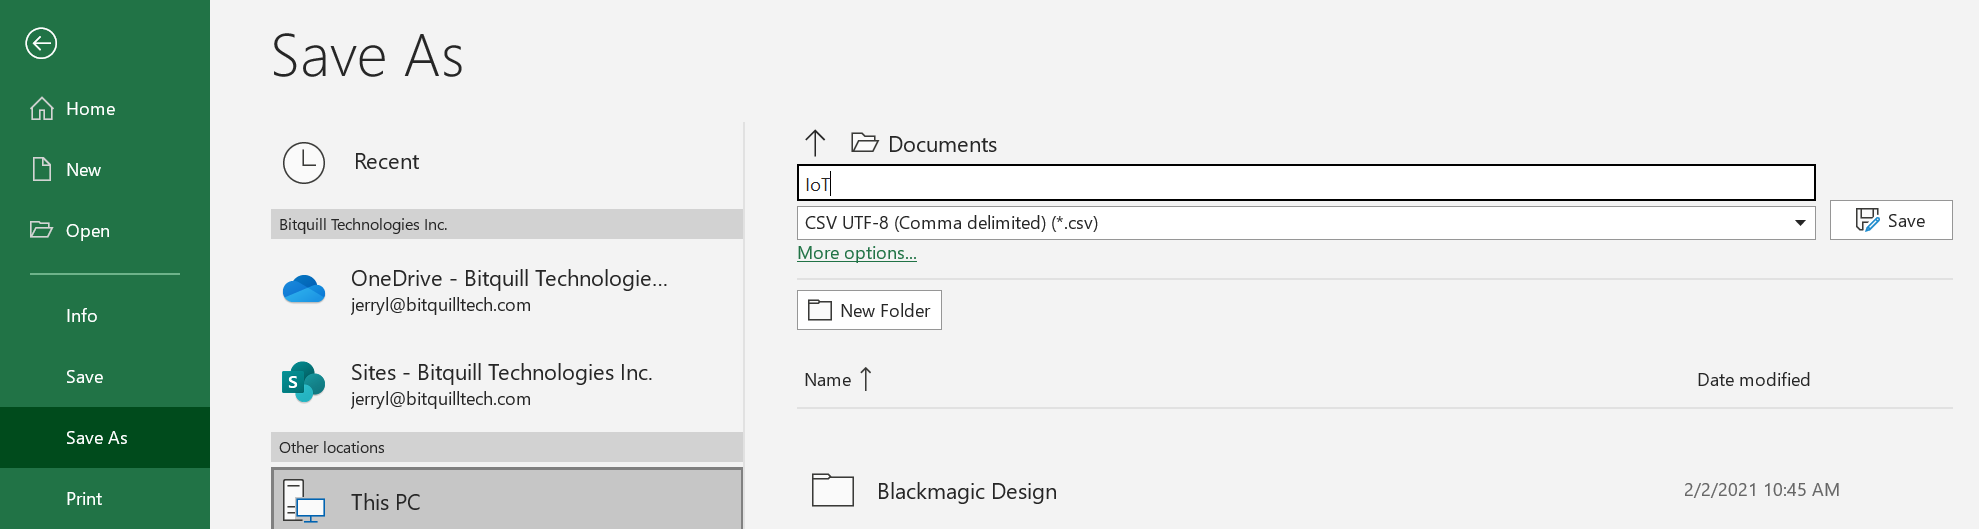 Save As
Home
New
Open
Info
Save
Save As
Print
Recent
Bitquill Technologies Inc.
OneDrive - Bitquill Technologie...
jerryl@bitquilltech.com
S
Sites - Bitquill Technologies Inc.
jerryl@bitquilltech.com
Other locations
This PC
Documents
IoT
CSV UTF-8 (Comma delimited) (*.csv)
Save
More options...
New Folder
Name
Date modified
Blackmagic Design
2/2/2021 10:45 AM